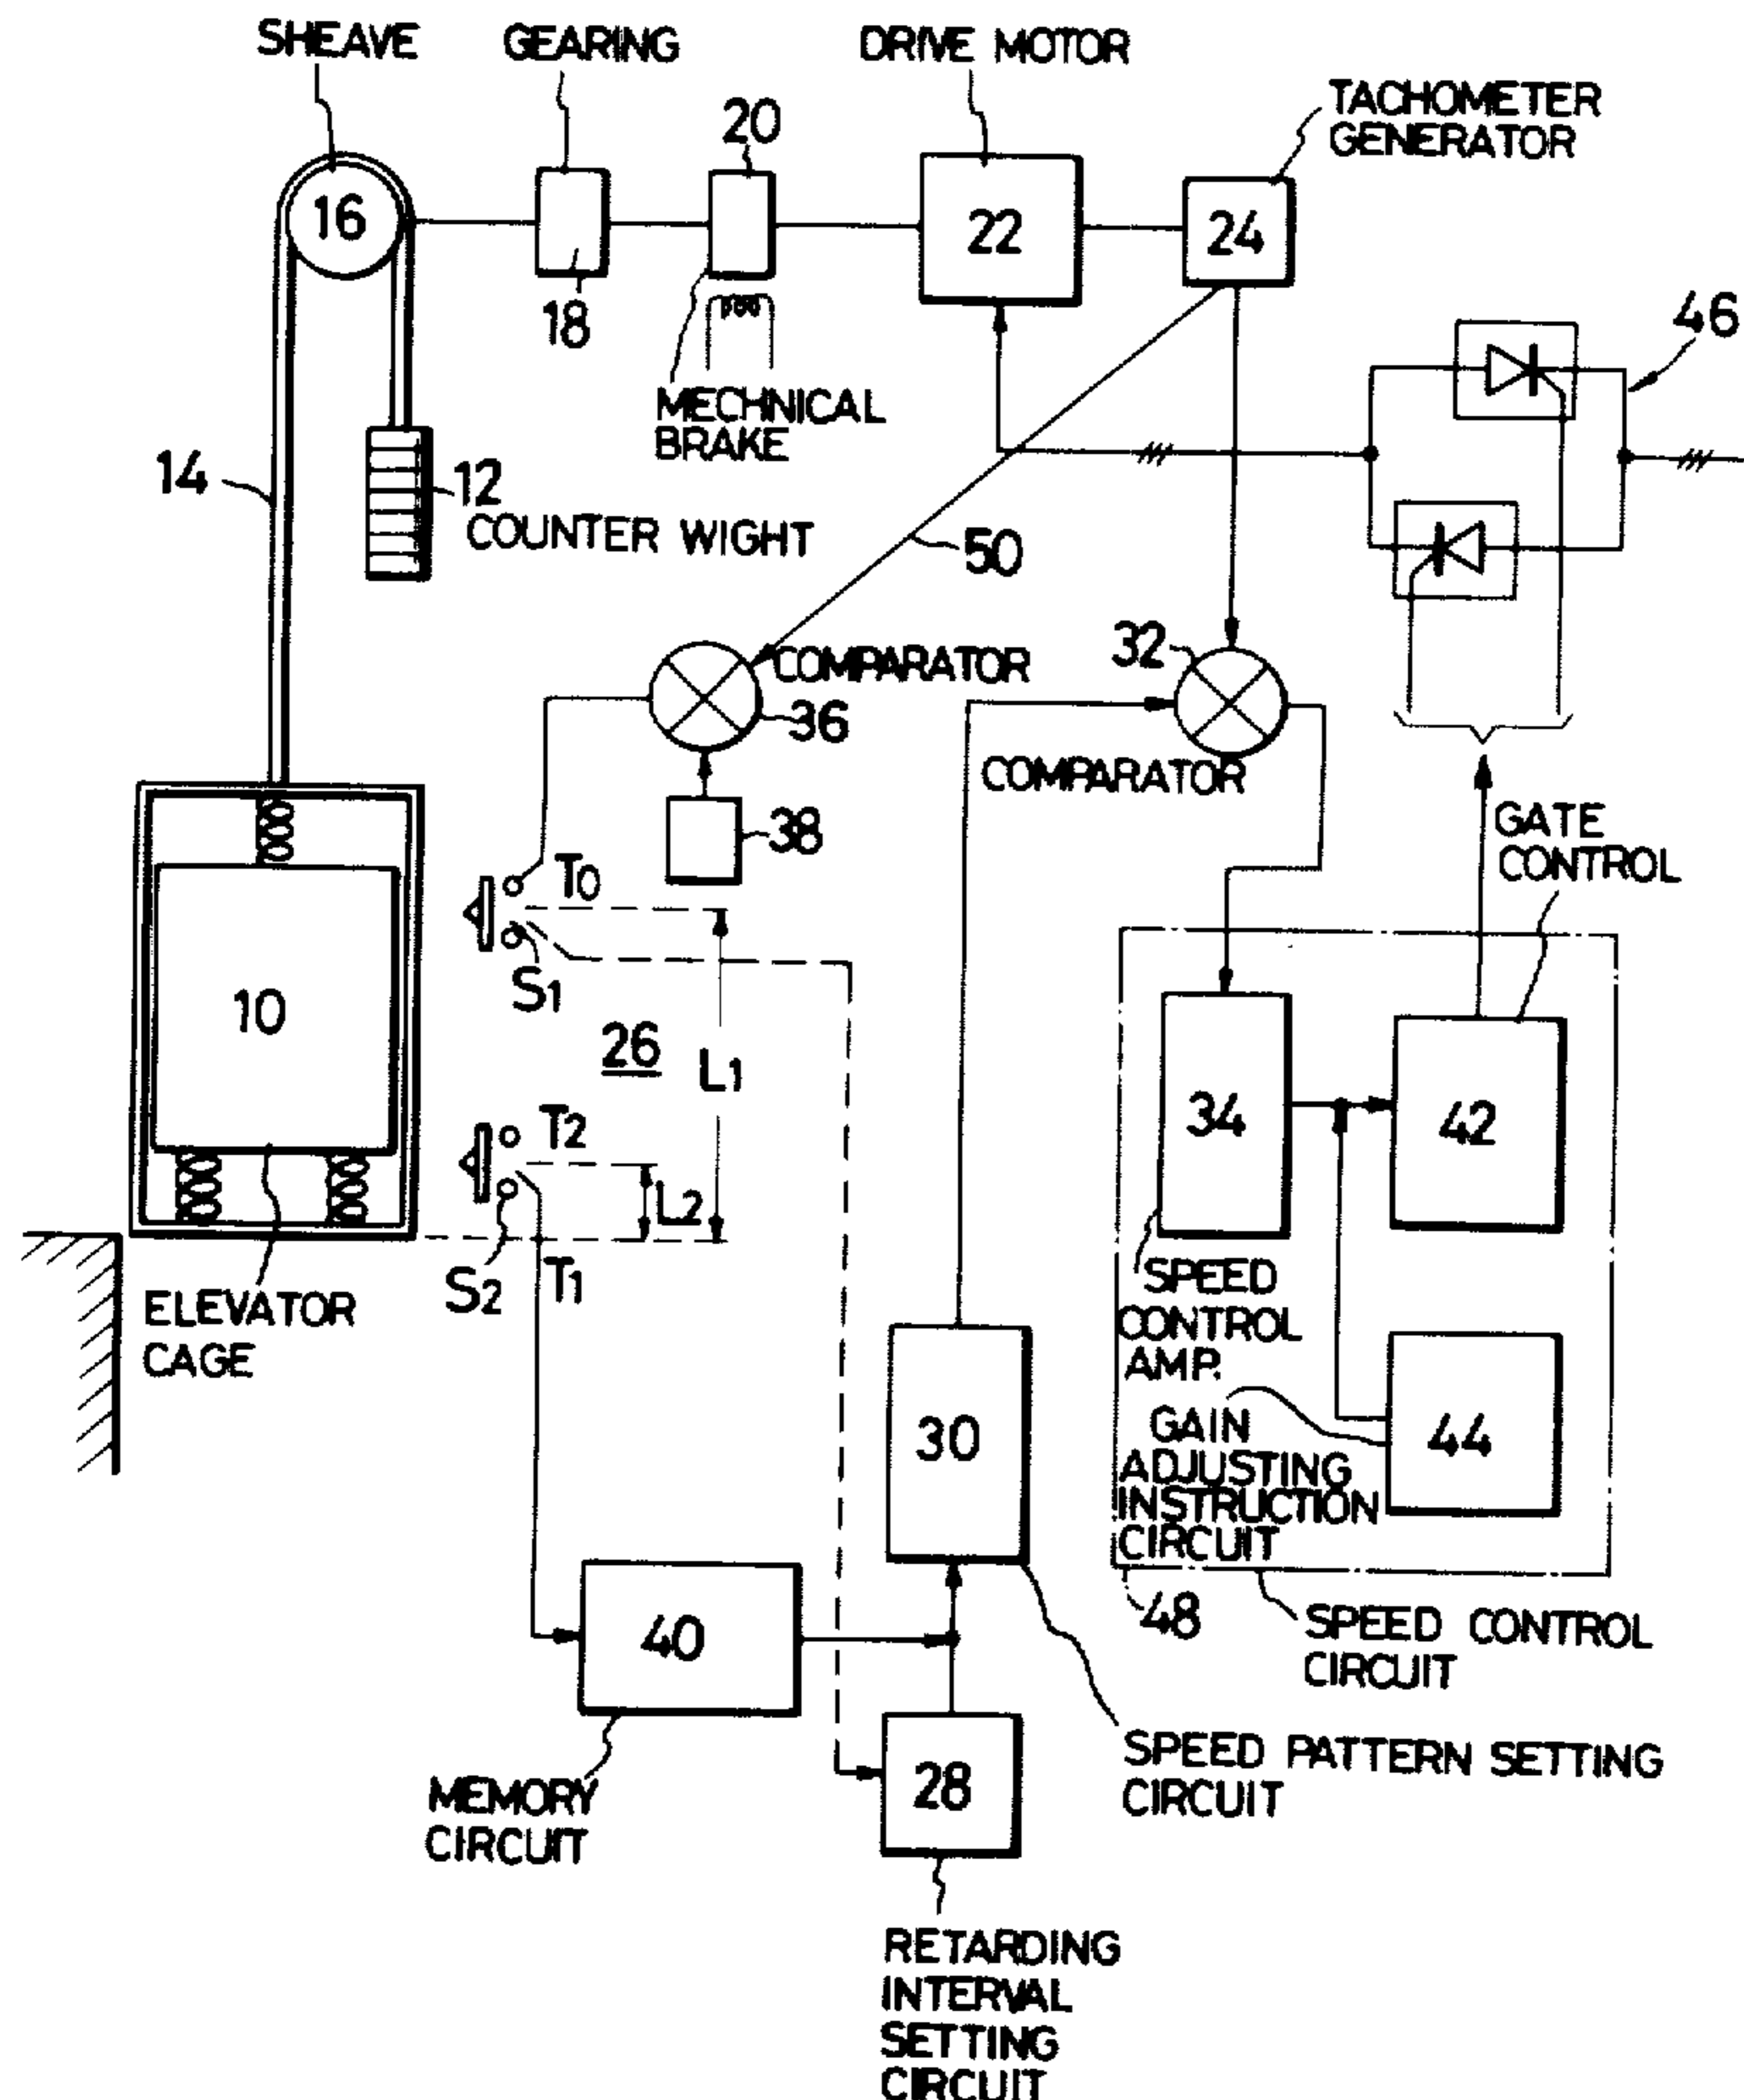 SHEAVE
GEARING
DRIVE MOTOR
TACHOMETER
GENERATOR
20
16
22
24
18
46
MECHNICAL
BRAKE
14
12
COUNTER WIGHT
50
COMPARATOR
32
36
COMPARATOR
38
GATE
CONTROL
T0
S1
10
26
L1
34
42
T2
L2
S2
T1
ELEVATOR
CAGE
SPEED
CONTROL
AMP.
30
GAIN
ADJUSTING
INSTRUCTION
CIRCUIT
44
40
48
SPEED CONTROL
CIRCUIT
28
SPEED PATTERN SETTING
CIRCUIT
MEMORY
CIRCUIT
RETARDING
INTERVAL
SETTING
CIRCUIT